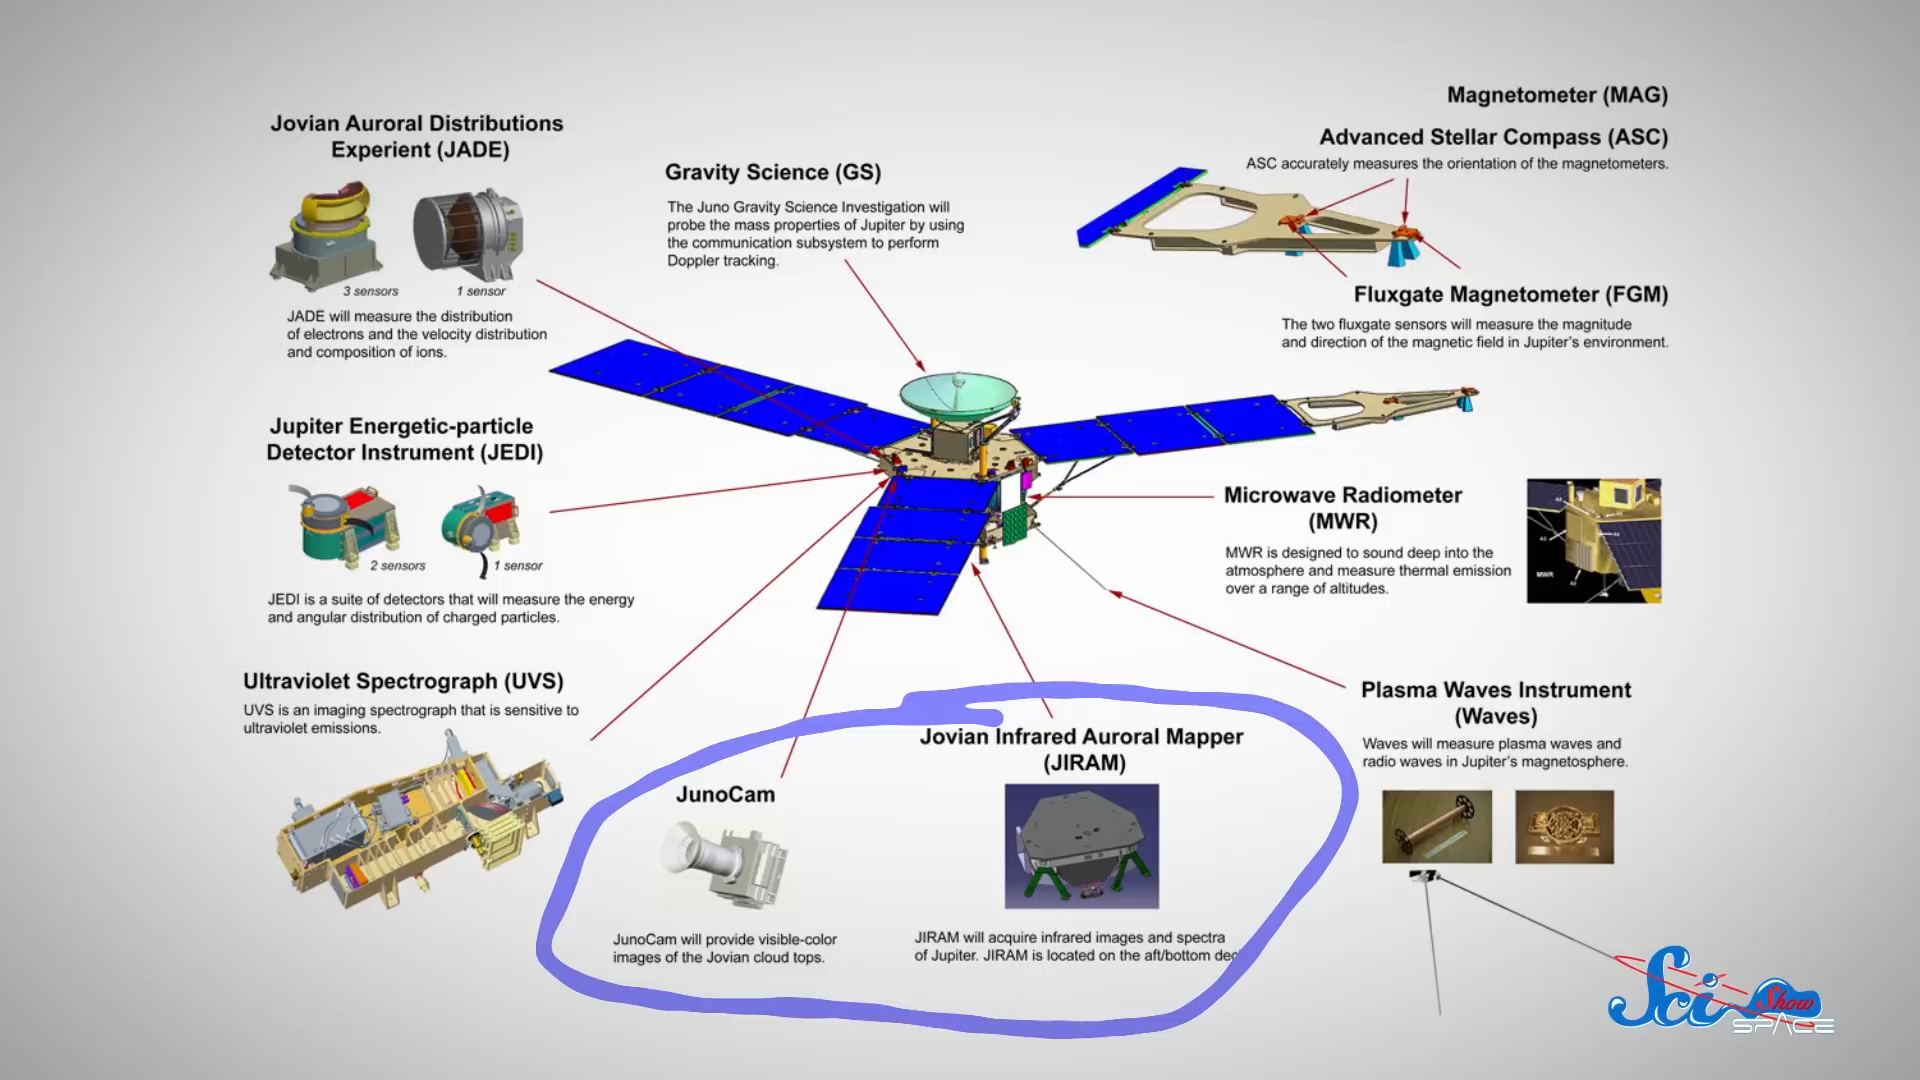 Magnetometer (MAG)
Jovian Auroral Distributions
Experient (JADE)
Advanced Stellar Compass (ASC)
ASC accurately measures the orientation of the magnetometers.
Gravity Science (GS)
The Juno Gravity Science Investigation will
probe the mass properties of Jupiter by using
the communication subsystem to perform
Doppler tracking.
3 sensors
1 sensor
JADE will measure the distribution
of electrons and the velocity distribution
and composition of ions.
Fluxgate Magnetometer (FGM)
The two fluxgate sensors will measure the magnitude
and direction of the magnetic field in Jupiter's environment.
Jupiter Energetic-particle
Detector Instrument (JEDI)
2 sensors
1 sensor
JEDI is a suite of detectors that will measure the energy
and angular distribution of charged particles.
Microwave Radiometer
(MWR)
MWR is designed to sound deep into the
atmosphere and measure thermal emission
over a range of altitudes.
MWR
Ultraviolet Spectrograph (UVS)
UVS is an imaging spectrograph that is sensitive to
ultraviolet emissions.
JunoCam
JunoCam will provide visible-color
images of the Jovian cloud tops.
Jovian Infrared Auroral Mapper
(JIRAM)
JIRAM will acquire infrared images and spectra
of Jupiter. JIRAM is located on the aft/bottom
Plasma Waves Instrument
(Waves)
Waves will measure plasma waves and
radio waves in Jupiter's magnetosphere.
Sci Show
SPACE